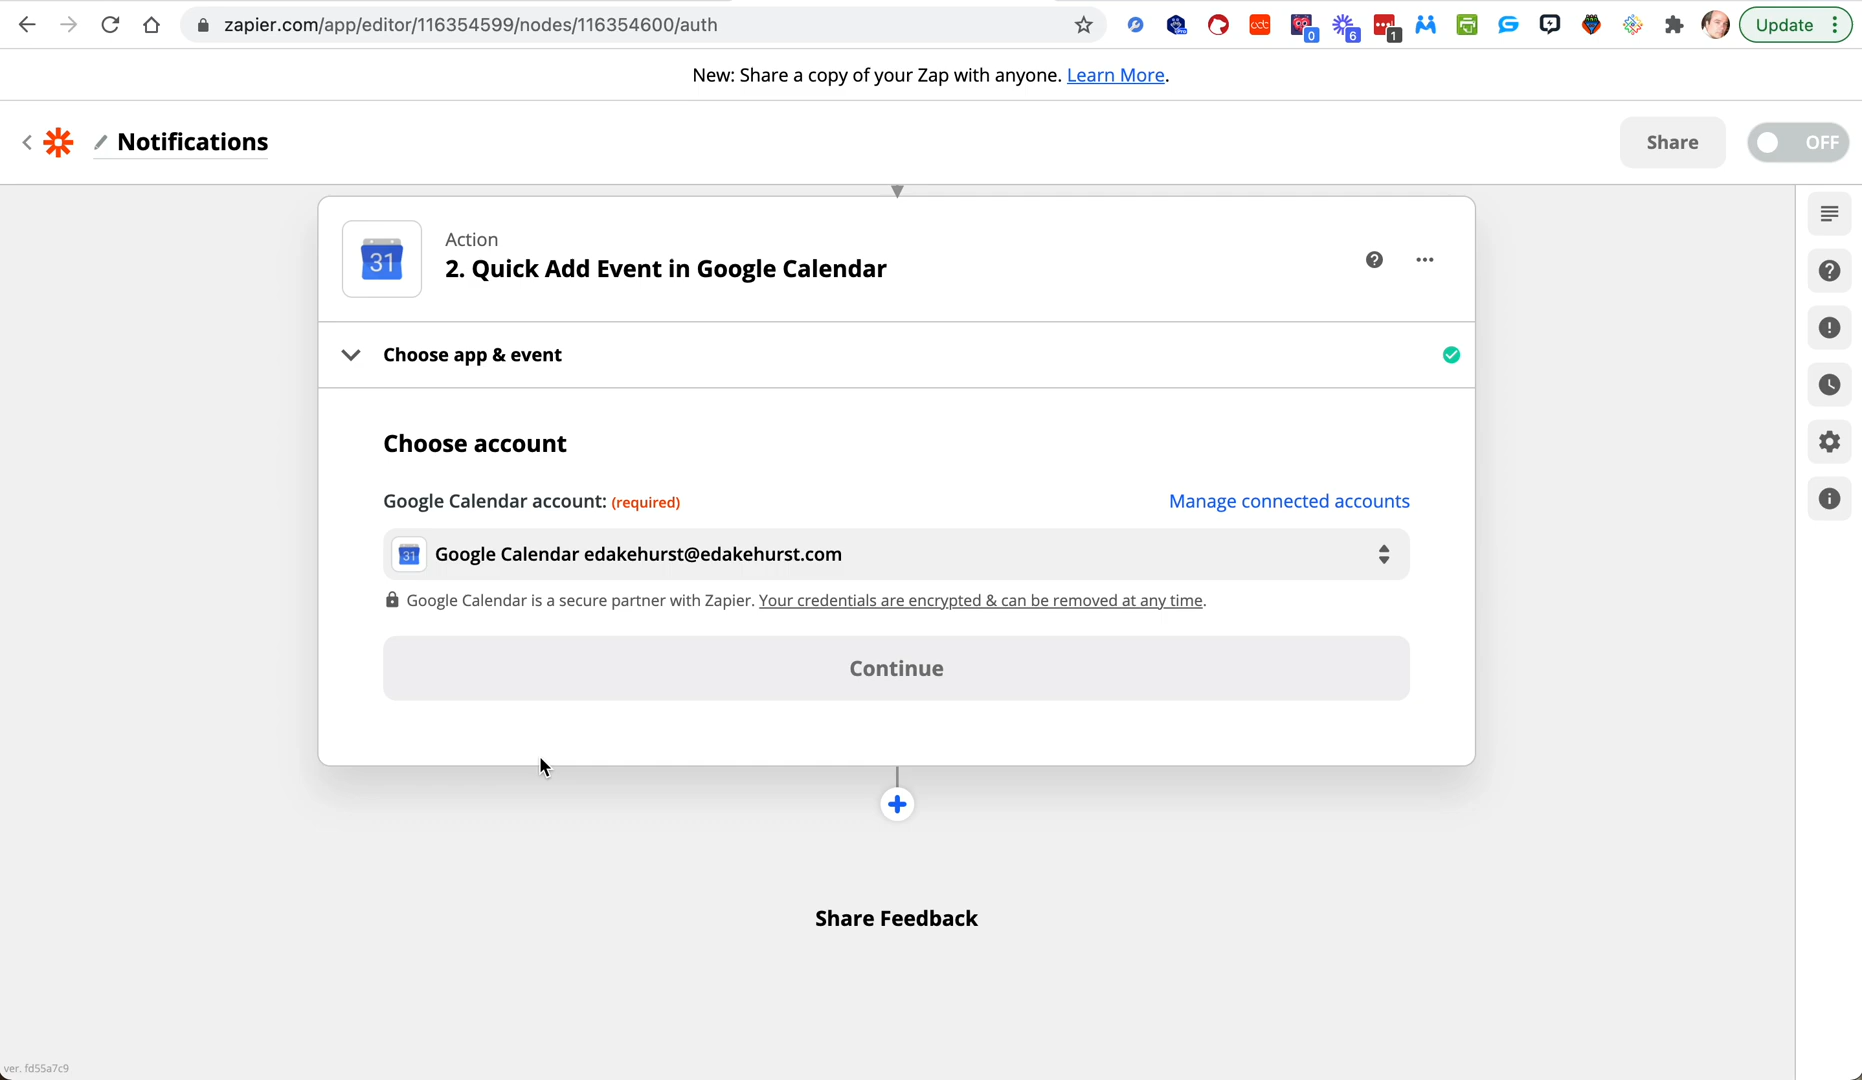 zapier.com/app/editor/116354599/nodes/116354600/auth
0
6
1
Update
New: Share a copy of your Zap with anyone. Learn More.
Notifications
Share
OFF
31
Action
2. Quick Add Event in Google Calendar
Choose app & event
Choose account
Google Calendar account: (required)
Manage connected accounts
31
Google Calendar edakehurst@edakehurst.com
Google Calendar is a secure partner with Zapier. Your credentials are encrypted & can be removed at any time.
Continue
Share Feedback
ver. fd55a7c9